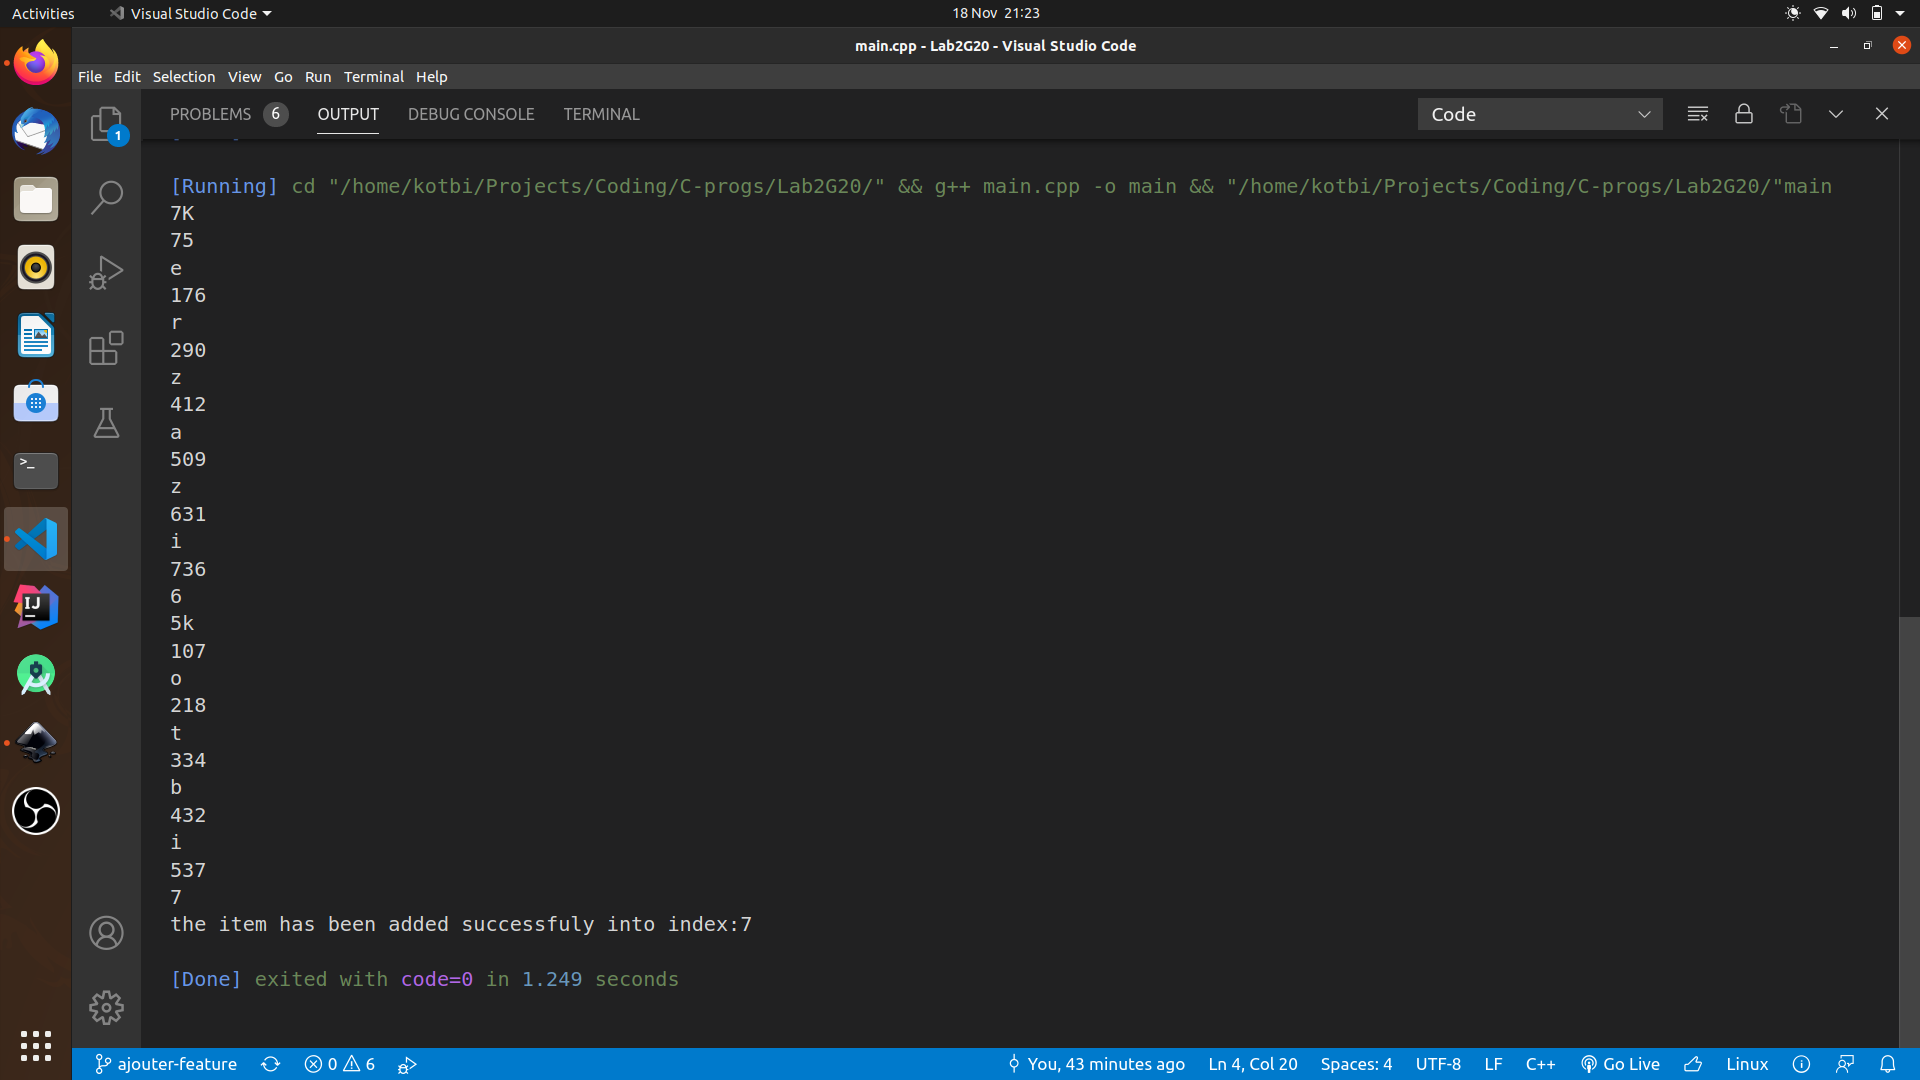 Activities Visual Studio Code 18 Nov 21:23
main.cpp - Lab2G20 - Visual Studio Code
File Edit Selection View Go Run Terminal Help
PROBLEMS 6 OUTPUT DEBUG CONSOLE TERMINAL Code
1
[Running] cd "/home/kotbi/Projects/Coding/C-progs/Lab2G20/" && g++ main.cpp -o main && "/home/kotbi/Projects/Coding/C-progs/Lab2G20/"main
7K
75
e
176
r
290
z
412
a
509
z
631
i
736
6
5k
107
o
218
t
334
b
432
i
537
7
the item has been added successfuly into index:7
[Done] exited with code=0 in 1.249 seconds
>_
IJ
ajouter-feature 0 6 You, 43 minutes ago Ln 4, Col 20 Spaces: 4 UTF-8 LF C++ Go Live Linux